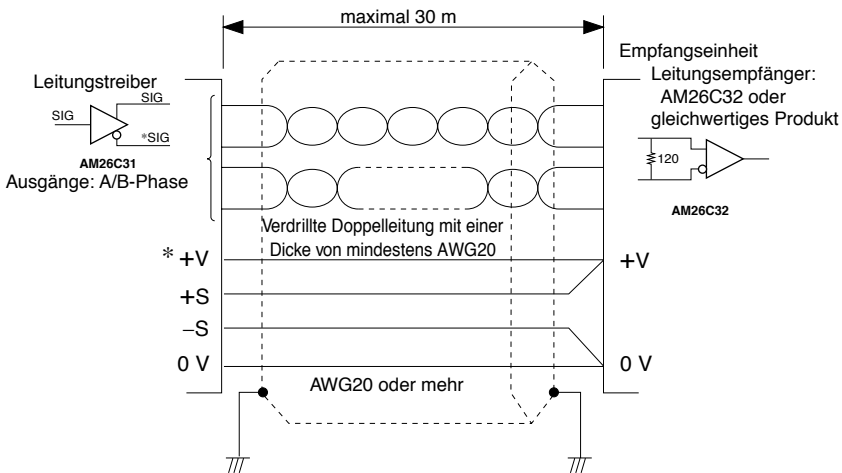 maximal 30 m
Leitungstreiber
SIG
SIG
*SIG
AM26C31
Ausgänge: A/B-Phase
Empfangseinheit
Leitungsempfänger:
AM26C32 oder
gleichwertiges Produkt
120
AM26C32
Verdrillte Doppelleitung mit einer
Dicke von mindestens AWG20
* +V
+S
–S
0 V
+V
0 V
AWG20 oder mehr